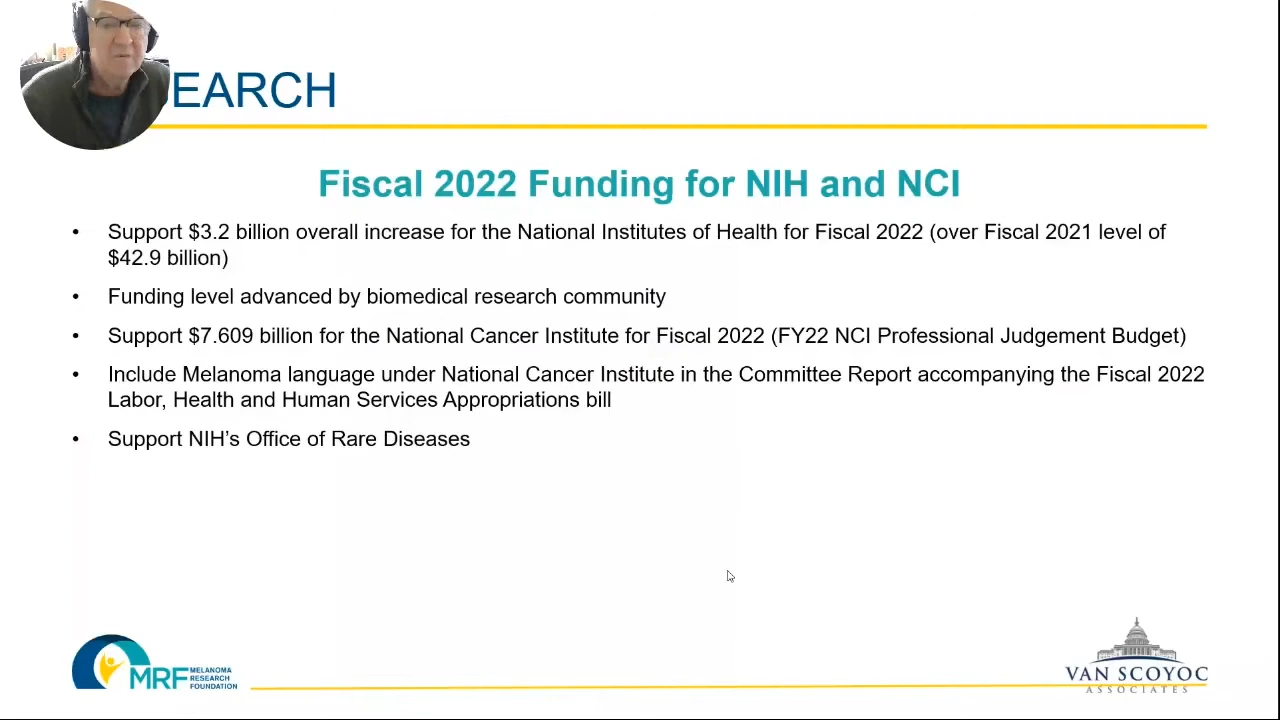 EARCH
Fiscal 2022 Funding for NIH and NCI
• Support $3.2 billion overall increase for the National Institutes of Health for Fiscal 2022 (over Fiscal 2021 level of
$42.9 billion)
• Funding level advanced by biomedical research community
• Support $7.609 billion for the National Cancer Institute for Fiscal 2022 (FY22 NCI Professional Judgement Budget)
• Include Melanoma language under National Cancer Institute in the Committee Report accompanying the Fiscal 2022
Labor, Health and Human Services Appropriations bill
• Support NIH’s Office of Rare Diseases
MRF MELANOMA
RESEARCH
FOUNDATION
VAN SCOYOC
ASSOCIATES